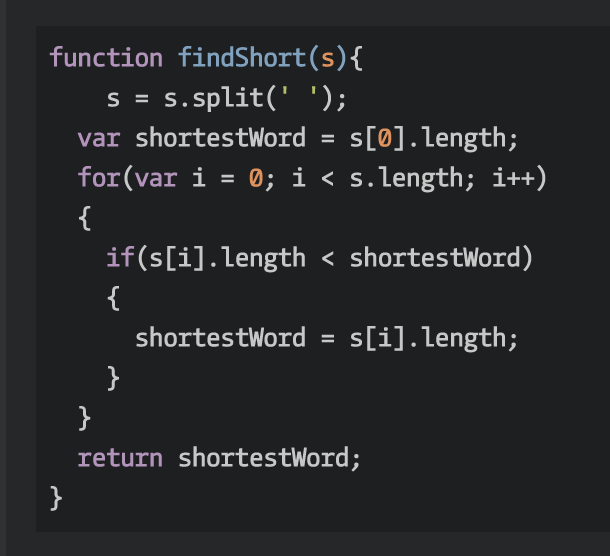 function findShort(s){
    s = s.split(' ');
  var shortestWord = s[0].length;
  for(var i = 0; i < s.length; i++)
  {
    if(s[i].length < shortestWord)
    {
      shortestWord = s[i].length;
    }
  }
  return shortestWord;
}